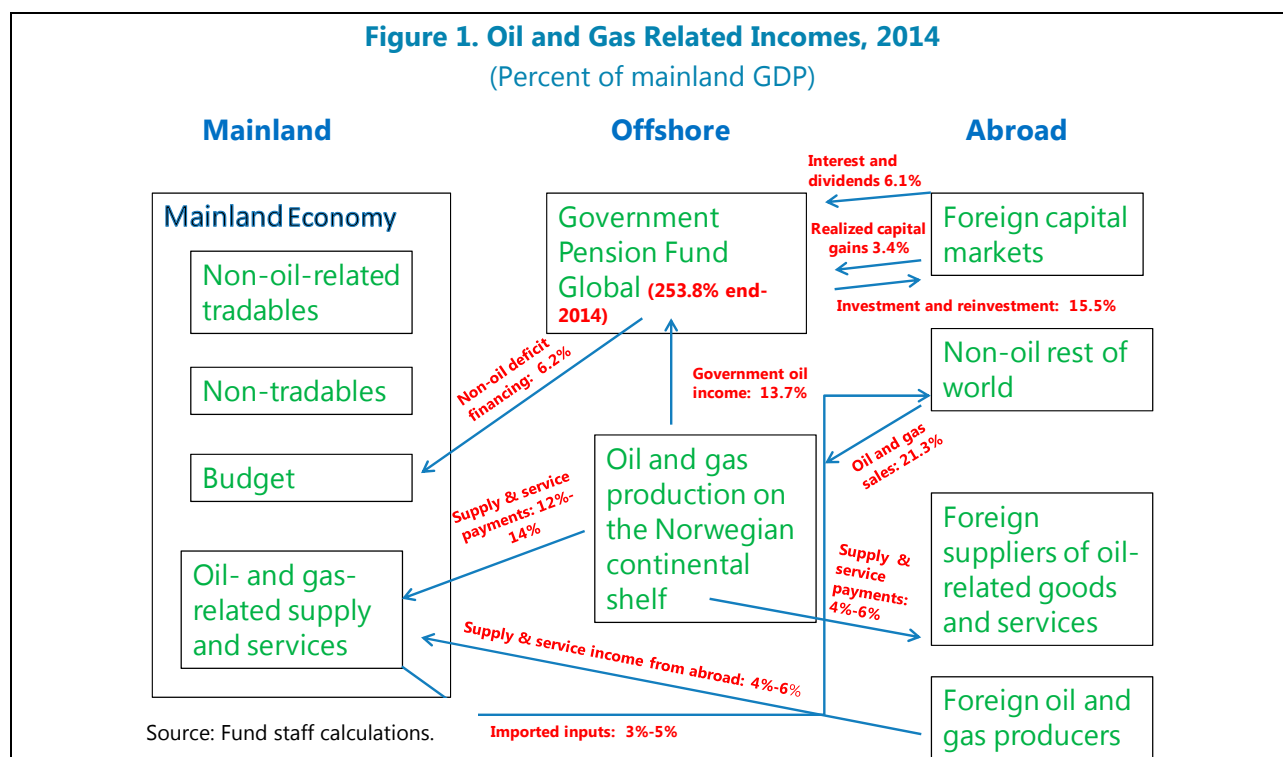 Figure 1. Oil and Gas Related Incomes, 2014
(Percent of mainland GDP)
Mainland
Offshore
Abroad
Mainland Economy
Non-oil-related
tradables
Non-tradables
Budget
Oil- and gas-
related supply
and services
Government
Pension Fund
Global (253.8% end-
2014)
Non-oil deficit
financing: 6.2%
Government oil
income: 13.7%
Supply & service
payments: 12%-
14%
Oil and gas
production on
the Norwegian
continental
shelf
Supply & service income from abroad: 4%-6%
Imported inputs: 3%-5%
Interest and
dividends 6.1%
Realized capital
gains 3.4%
Investment and reinvestment: 15.5%
Foreign capital
markets
Non-oil rest of
world
Oil and gas
sales: 21.3%
Supply &
service
payments:
4%-6%
Foreign
suppliers of oil-
related goods
and services
Foreign oil and
gas producers
Source: Fund staff calculations.